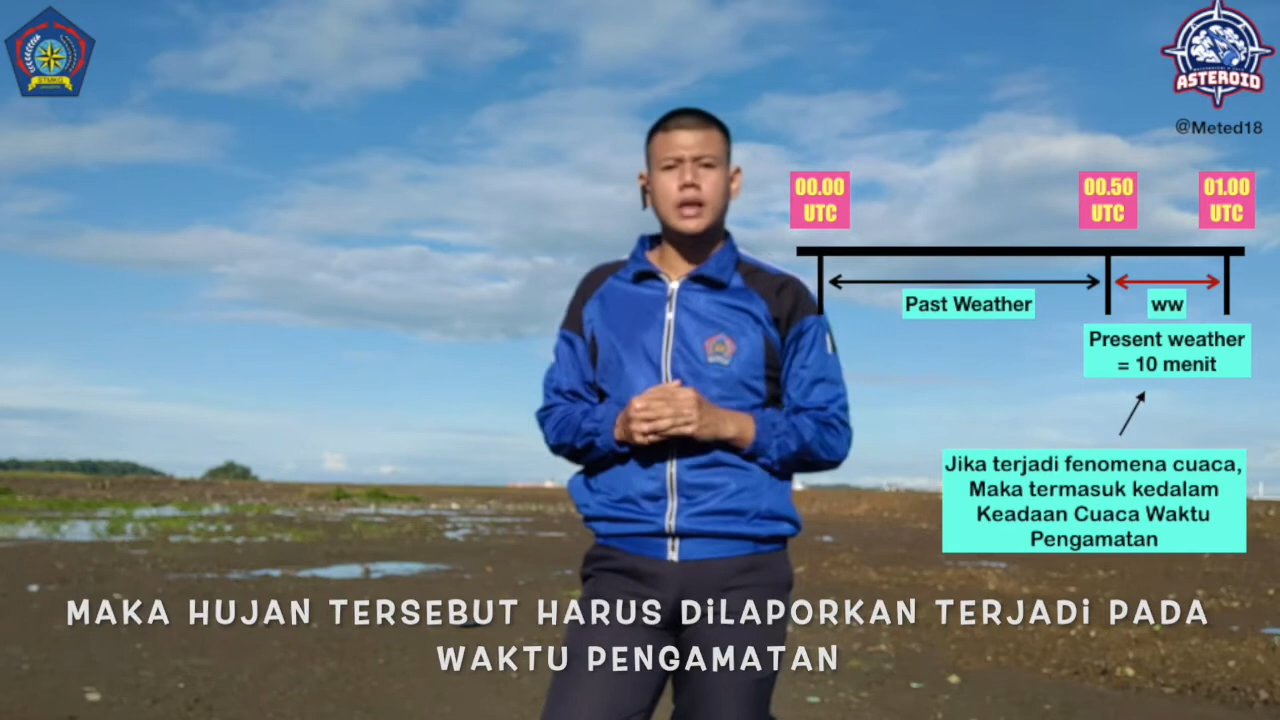 STMKG
ASTEROID
@Meted18
00.00
UTC
00.50
UTC
01.00
UTC
Past Weather
ww
Present weather
= 10 menit
Jika terjadi fenomena cuaca,
Maka termasuk kedalam
Keadaan Cuaca Waktu
Pengamatan
MAKA HUJAN TERSEBUT HARUS DiLAPORKAN TERJADi PADA
WAKTU PENGAMATAN